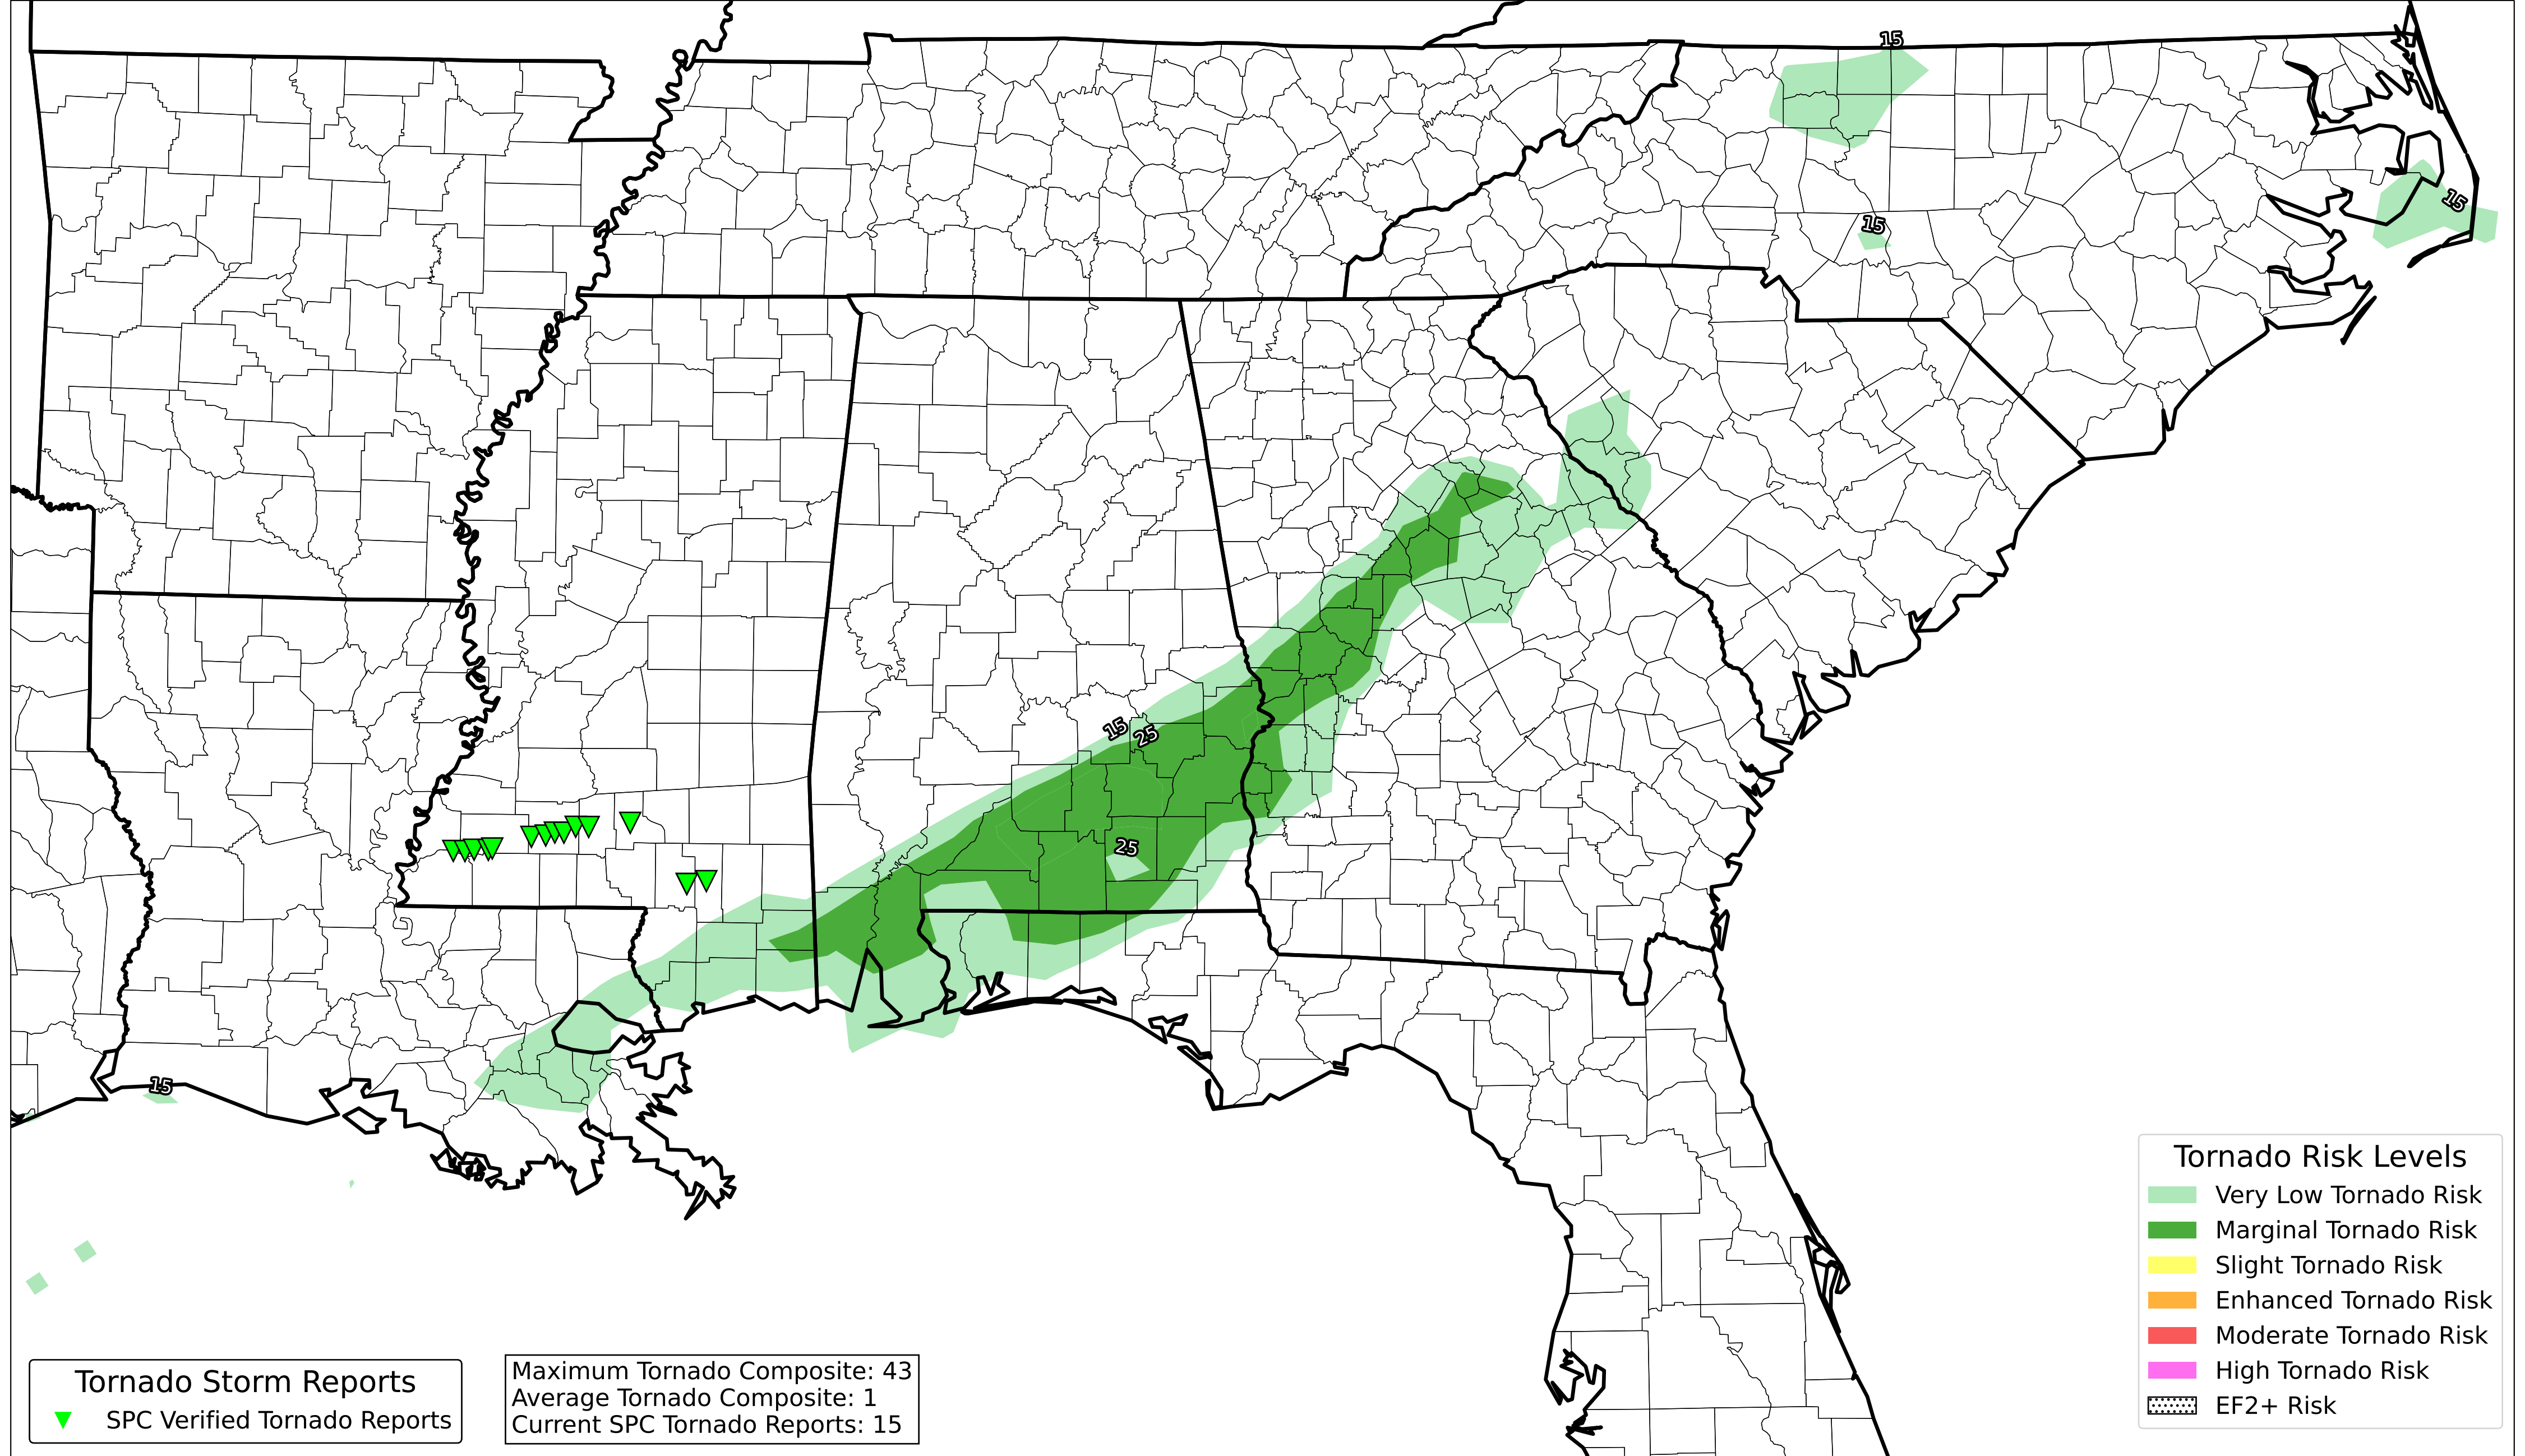 15
15
15
15
25
25
15
Tornado Storm Reports
SPC Verified Tornado Reports
Maximum Tornado Composite: 43
Average Tornado Composite: 1
Current SPC Tornado Reports: 15
Tornado Risk Levels
Very Low Tornado Risk
Marginal Tornado Risk
Slight Tornado Risk
Enhanced Tornado Risk
Moderate Tornado Risk
High Tornado Risk
EF2+ Risk